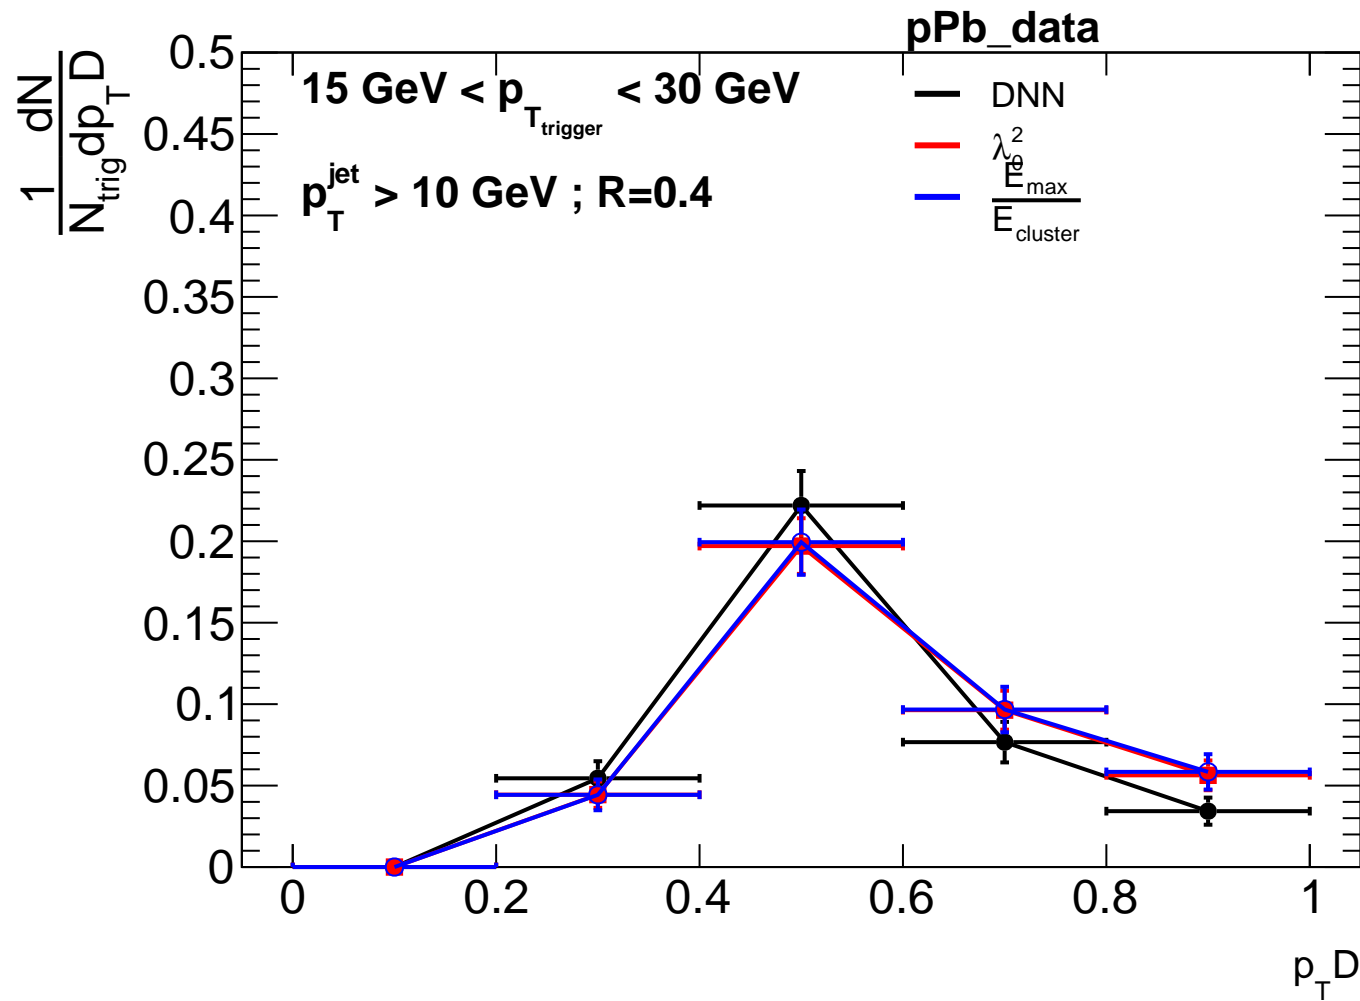 pPb_data
1 dN
N_trig dp_T D
15 GeV < p_T_trigger < 30 GeV
p_T^jet > 10 GeV ; R=0.4
DNN
λ_0^2
E_max
E_cluster
0.5
0.45
0.4
0.35
0.3
0.25
0.2
0.15
0.1
0.05
0
0 0.2 0.4 0.6 0.8 1
p_T D